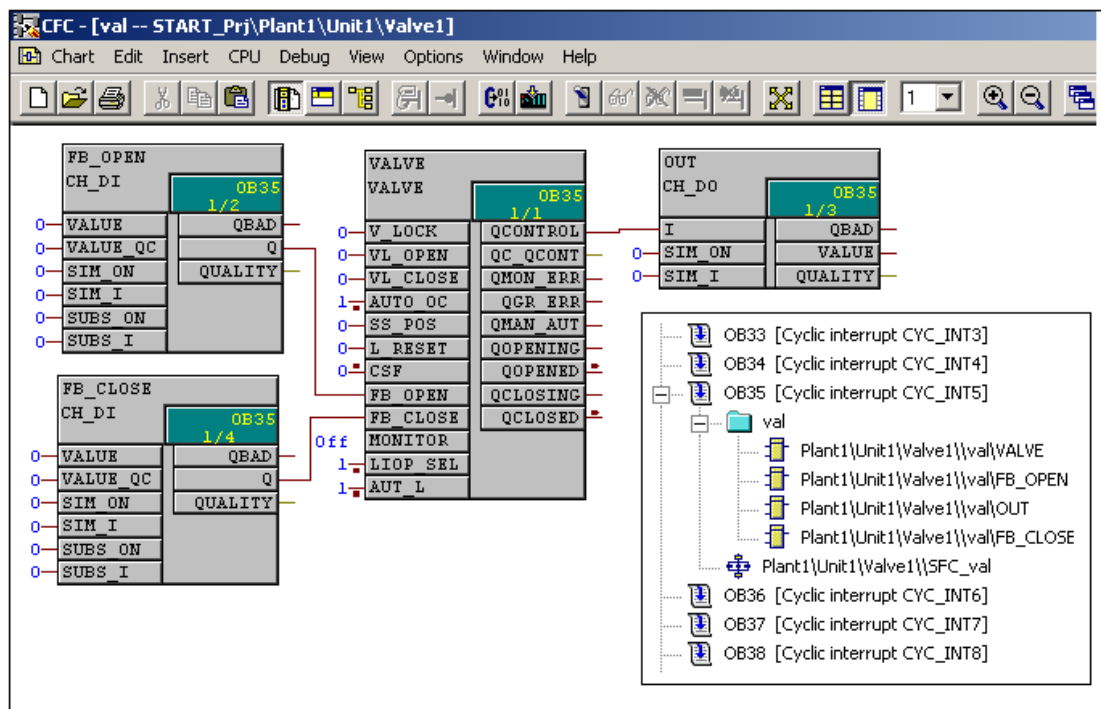 CFC - [val -- START_Prj\Plant1\Unit1\Valve1]
Chart Edit Insert CPU Debug View Options Window Help
1
FB_OPEN
CH_DI
OB35
1/2
0 VALUE QBAD
0 VALUE_QC Q
0 SIM_ON QUALITY
0 SIM_I
0 SUBS_ON
0 SUBS_I
FB_CLOSE
CH_DI
OB35
1/4
0 VALUE QBAD
0 VALUE_QC Q
0 SIM_ON QUALITY
0 SIM_I
0 SUBS_ON
0 SUBS_I
VALVE
VALVE
OB35
1/1
0 V_LOCK QCONTROL
0 VL_OPEN QC_QCONT
0 VL_CLOSE QMON_ERR
1 AUTO_OC QGR_ERR
0 SS_POS QMAN_AUT
0 L_RESET QOPENING
0 CSF QOPENED
FB_OPEN QCLOSING
FB_CLOSE QCLOSED
Off MONITOR
1 LIOP_SEL
1 AUT_L
OUT
CH_DO
OB35
1/3
I QBAD
0 SIM_ON VALUE
0 SIM_I QUALITY
OB33 [Cyclic interrupt CYC_INT3]
OB34 [Cyclic interrupt CYC_INT4]
OB35 [Cyclic interrupt CYC_INT5]
val
Plant1\Unit1\Valve1\\val\VALVE
Plant1\Unit1\Valve1\\val\FB_OPEN
Plant1\Unit1\Valve1\\val\OUT
Plant1\Unit1\Valve1\\val\FB_CLOSE
Plant1\Unit1\Valve1\\SFC_val
OB36 [Cyclic interrupt CYC_INT6]
OB37 [Cyclic interrupt CYC_INT7]
OB38 [Cyclic interrupt CYC_INT8]